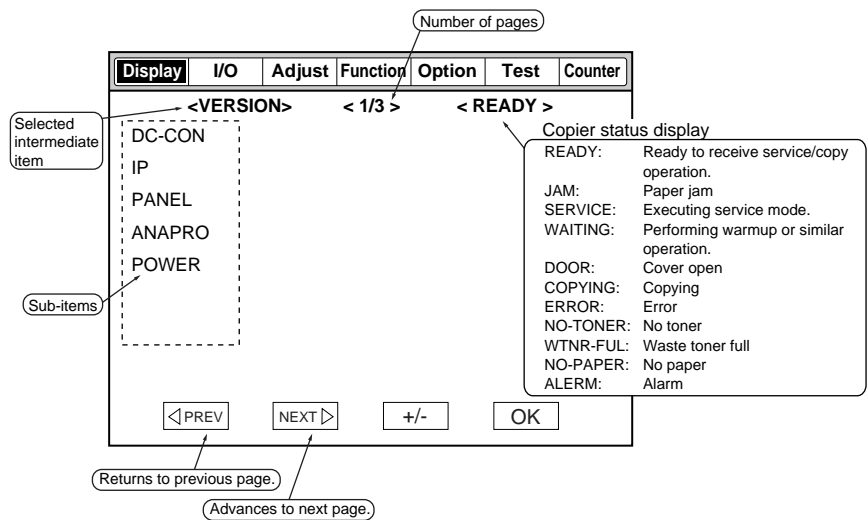 Number of pages
Display I/O Adjust Function Option Test Counter
<VERSION> < 1/3 > < READY >
Selected
intermediate
item
DC-CON
IP
PANEL
ANAPRO
POWER
Sub-items
Copier status display
READY: Ready to receive service/copy
operation.
JAM: Paper jam
SERVICE: Executing service mode.
WAITING: Performing warmup or similar
operation.
DOOR: Cover open
COPYING: Copying
ERROR: Error
NO-TONER: No toner
WTNR-FUL: Waste toner full
NO-PAPER: No paper
ALERM: Alarm
PREV NEXT +/- OK
Returns to previous page.
Advances to next page.